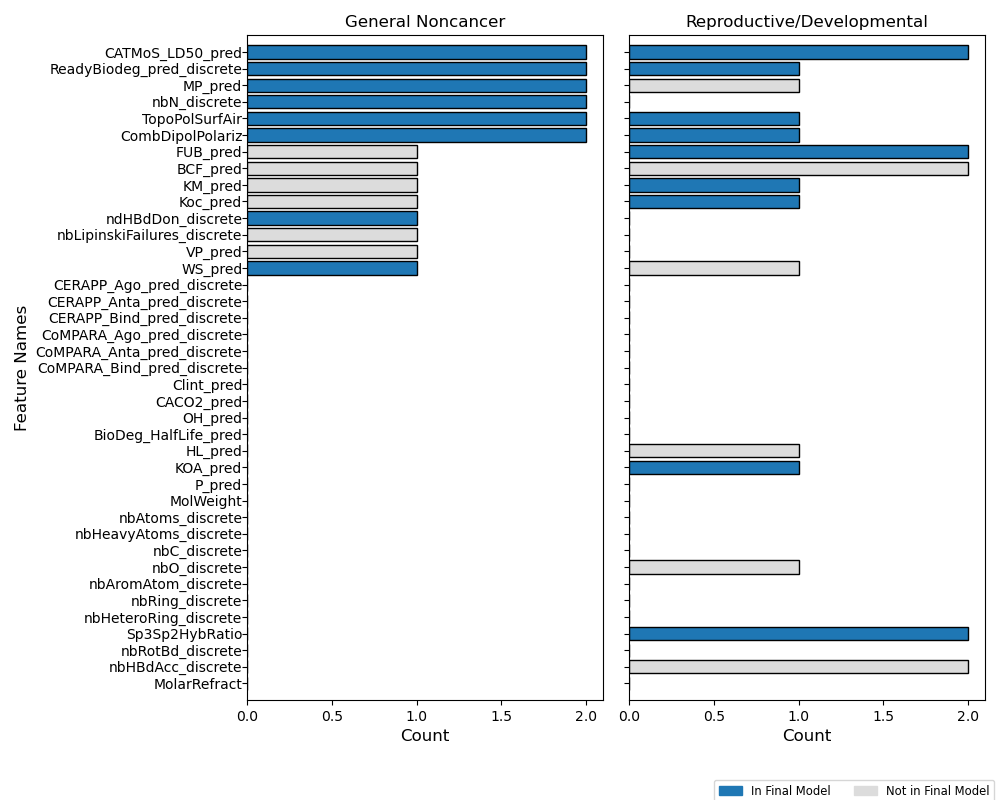 General Noncancer
Reproductive/Developmental
Feature Names
CATMoS_LD50_pred
ReadyBiodeg_pred_discrete
MP_pred
nbN_discrete
TopoPolSurfAir
CombDipolPolariz
FUB_pred
BCF_pred
KM_pred
Koc_pred
ndHBdDon_discrete
nbLipinskiFailures_discrete
VP_pred
WS_pred
CERAPP_Ago_pred_discrete
CERAPP_Anta_pred_discrete
CERAPP_Bind_pred_discrete
CoMPARA_Ago_pred_discrete
CoMPARA_Anta_pred_discrete
CoMPARA_Bind_pred_discrete
Clint_pred
CACO2_pred
OH_pred
BioDeg_HalfLife_pred
HL_pred
KOA_pred
P_pred
MolWeight
nbAtoms_discrete
nbHeavyAtoms_discrete
nbC_discrete
nbO_discrete
nbAromAtom_discrete
nbRing_discrete
nbHeteroRing_discrete
Sp3Sp2HybRatio
nbRotBd_discrete
nbHBdAcc_discrete
MolarRefract
0.0 0.5 1.0 1.5 2.0
Count
0.0 0.5 1.0 1.5 2.0
Count
In Final Model
Not in Final Model